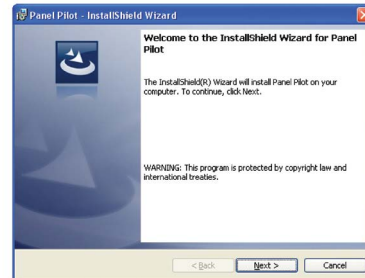 Panel Pilot - InstallShield Wizard
Welcome to the InstallShield Wizard for Panel
Pilot
The InstallShield(R) Wizard will install Panel Pilot on your
computer. To continue, click Next.
WARNING: This program is protected by copyright law and
international treaties.
< Back
Next >
Cancel